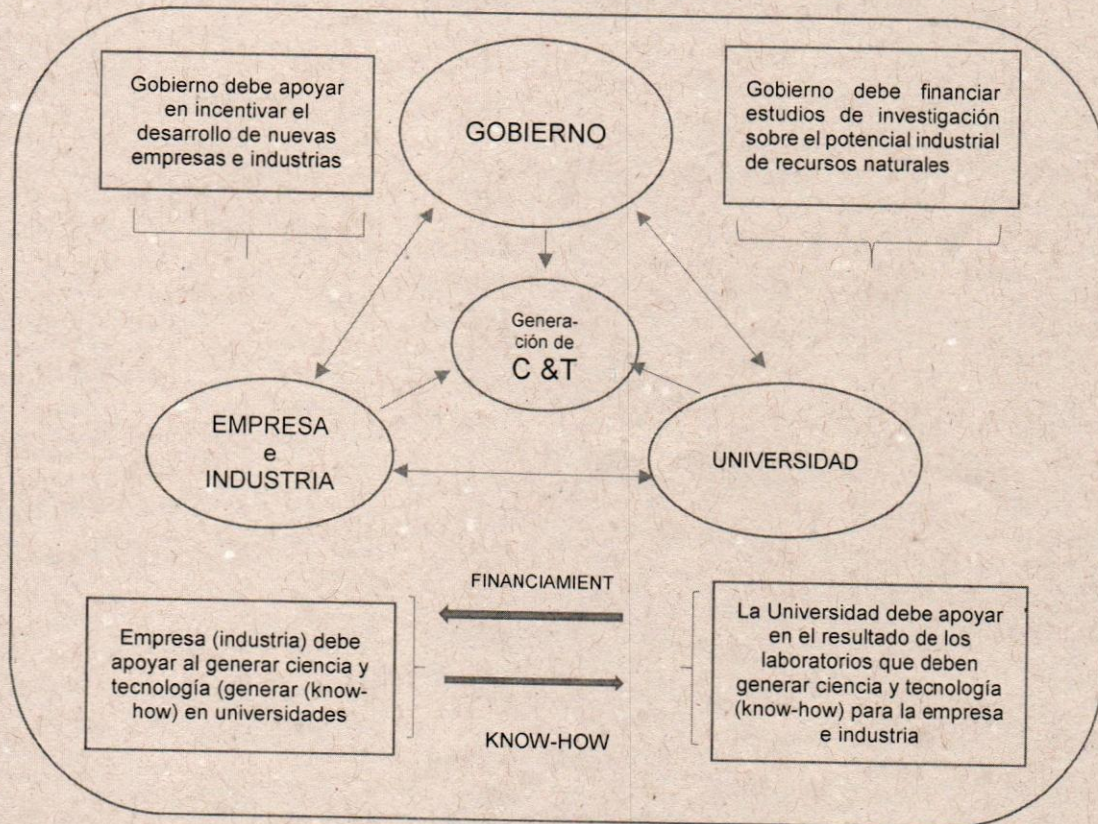 Gobierno debe apoyar
en incentivar el
desarrollo de nuevas
empresas e industrias
GOBIERNO
Gobierno debe financiar
estudios de investigación
sobre el potencial industrial
de recursos naturales
Genera-
ción de
C &T
EMPRESA
e
INDUSTRIA
UNIVERSIDAD
FINANCIAMIENT
Empresa (industria) debe
apoyar al generar ciencia y
tecnología (generar (know-
how) en universidades
KNOW-HOW
La Universidad debe apoyar
en el resultado de los
laboratorios que deben
generar ciencia y tecnología
(know-how) para la empresa
e industria